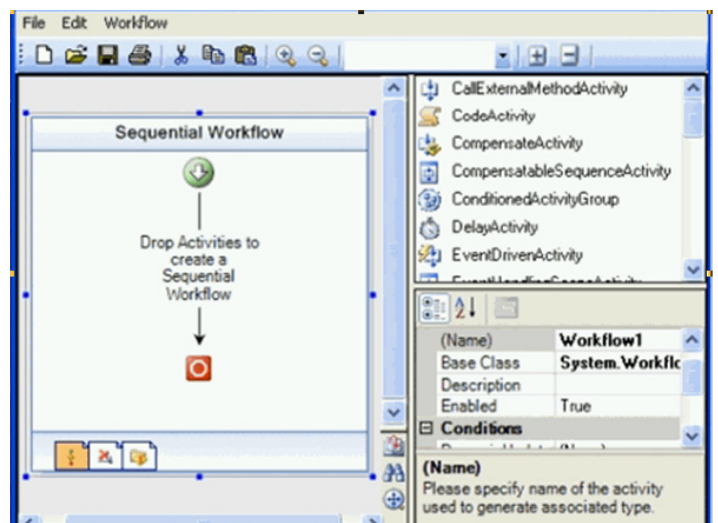 File Edit Workflow
Sequential Workflow
Drop Activities to
create a
Sequential
Workflow
CallExternalMethodActivity
CodeActivity
CompensateActivity
CompensatableSequenceActivity
ConditionedActivityGroup
DelayActivity
EventDrivenActivity
(Name) Workflow1
Base Class System.Workflc
Description
Enabled True
Conditions
(Name)
Please specify name of the activity
used to generate associated type.